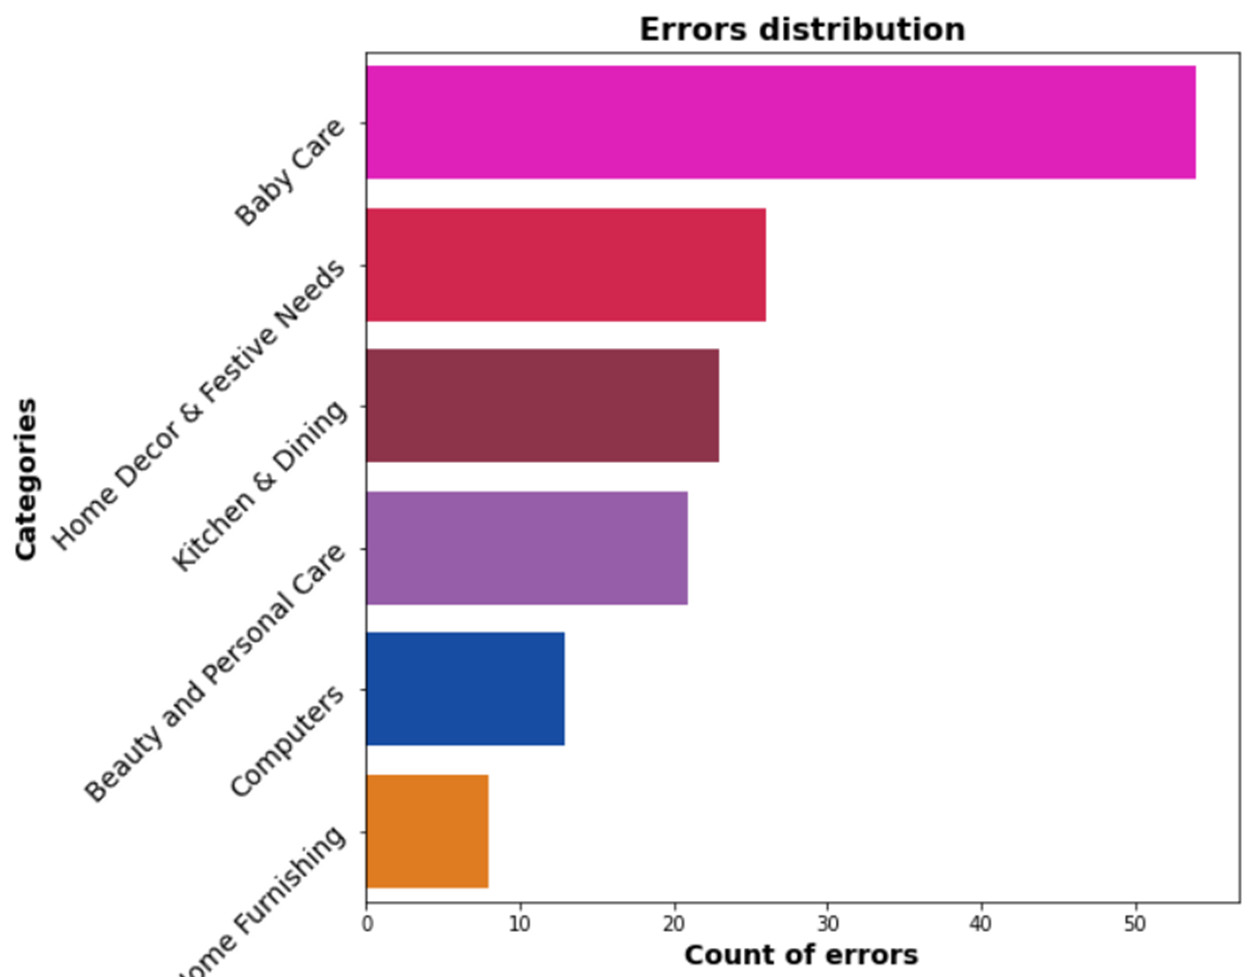 Errors distribution
Baby Care
Home Decor & Festive Needs
Kitchen & Dining
Beauty and Personal Care
Computers
Furnishing
Categories
0 10 20 30 40 50
Count of errors